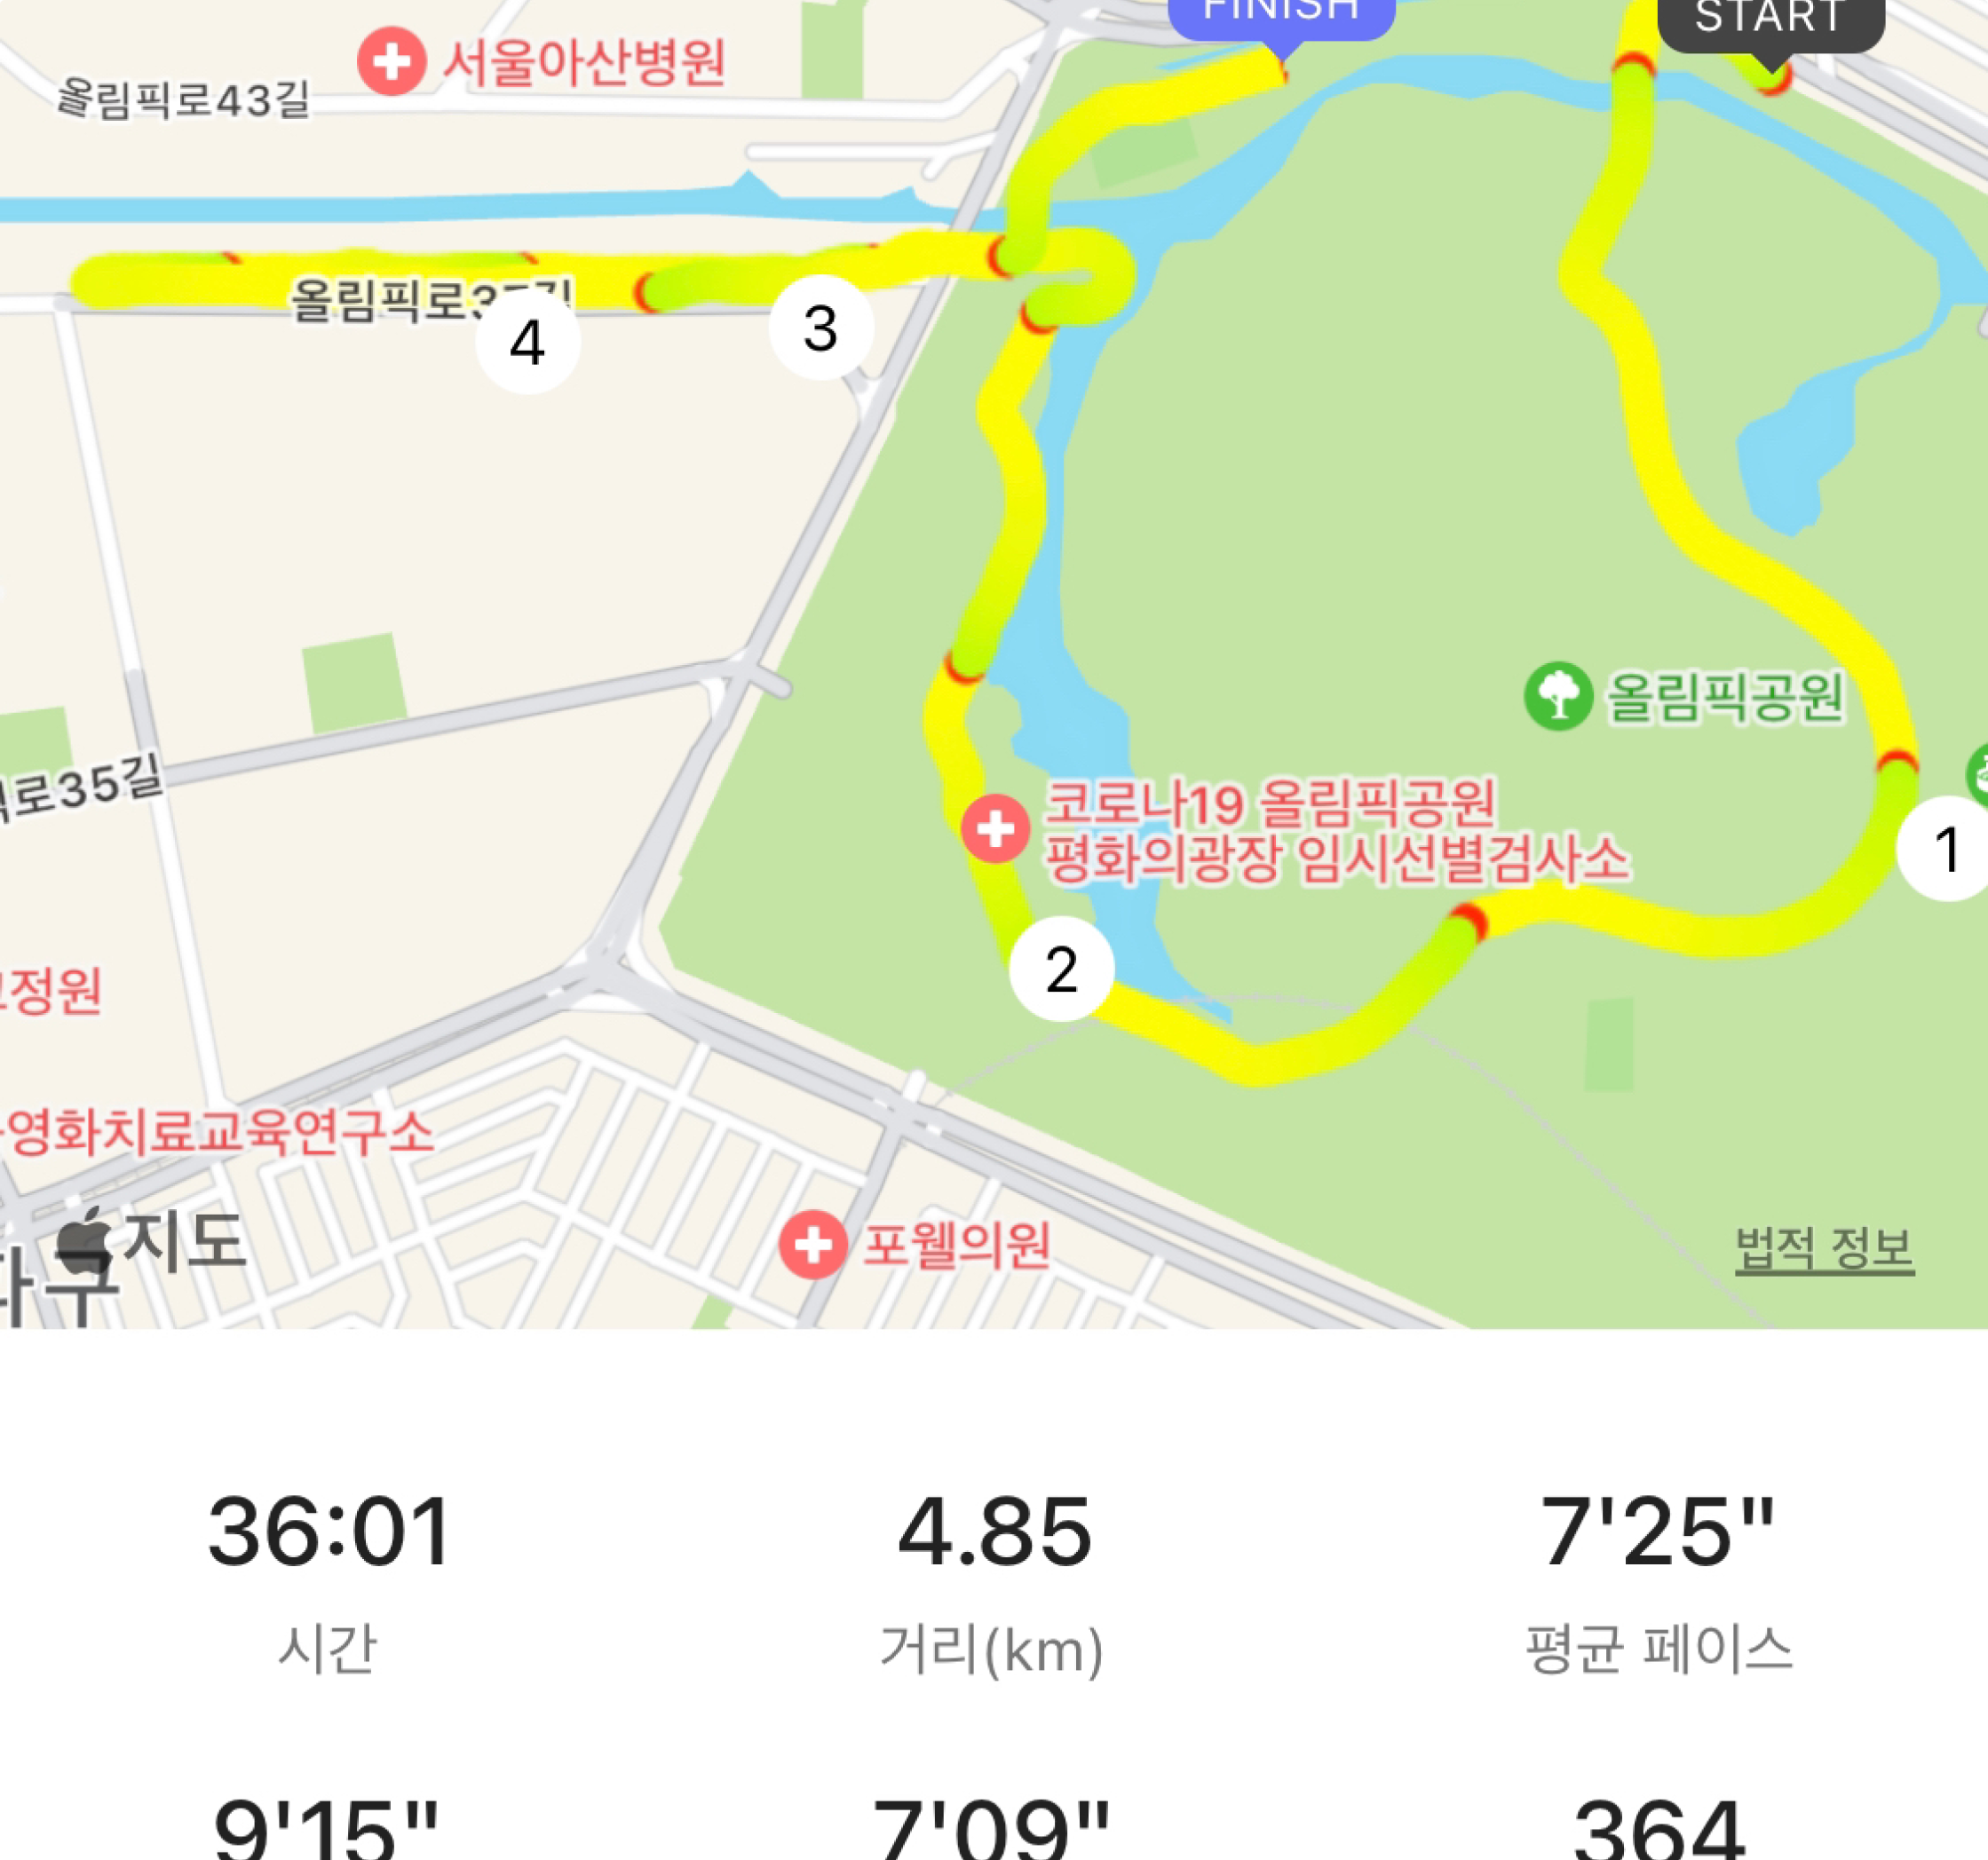 FINISH
START
서울아산병원
올림픽로43길
올림픽로37길
4
3
올림픽공원
코로나19 올림픽공원
평화의광장 임시선별검사소
1
로35길
2
정원
영화치료교육연구소
지도
구
포웰의원
법적 정보
36:01
4.85
7'25"
시간
거리(km)
평균 페이스
9'15"
7'09"
364